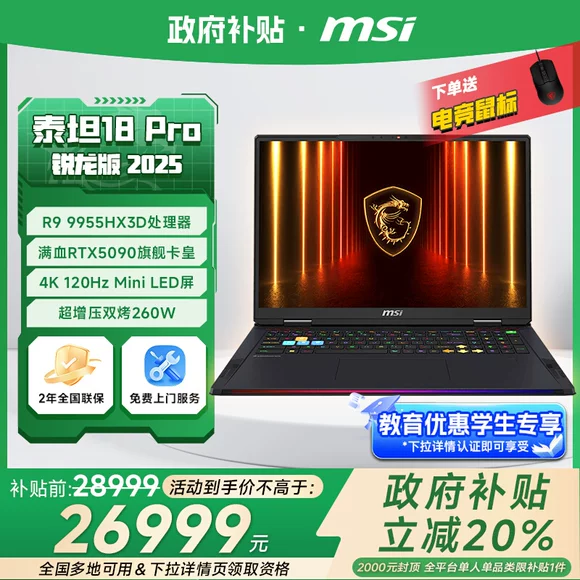 政府补贴·msi
下单送
电竞鼠标
泰坦18 Pro
锐龙版 2025
R9 9955HX3D处理器
满血RTX5090旗舰卡皇
4K 120Hz Mini LED屏
超增压双烤260W
2年全国联保
免费上门服务
msi
教育优惠学生专享
*下拉详情认证即可享受
补贴前:28999 活动到手价不高于:
26999元
全国多地可用&下拉详情页领取资格
政府补贴
立减20%
2000元封顶 全平台单人单品类限补贴1件